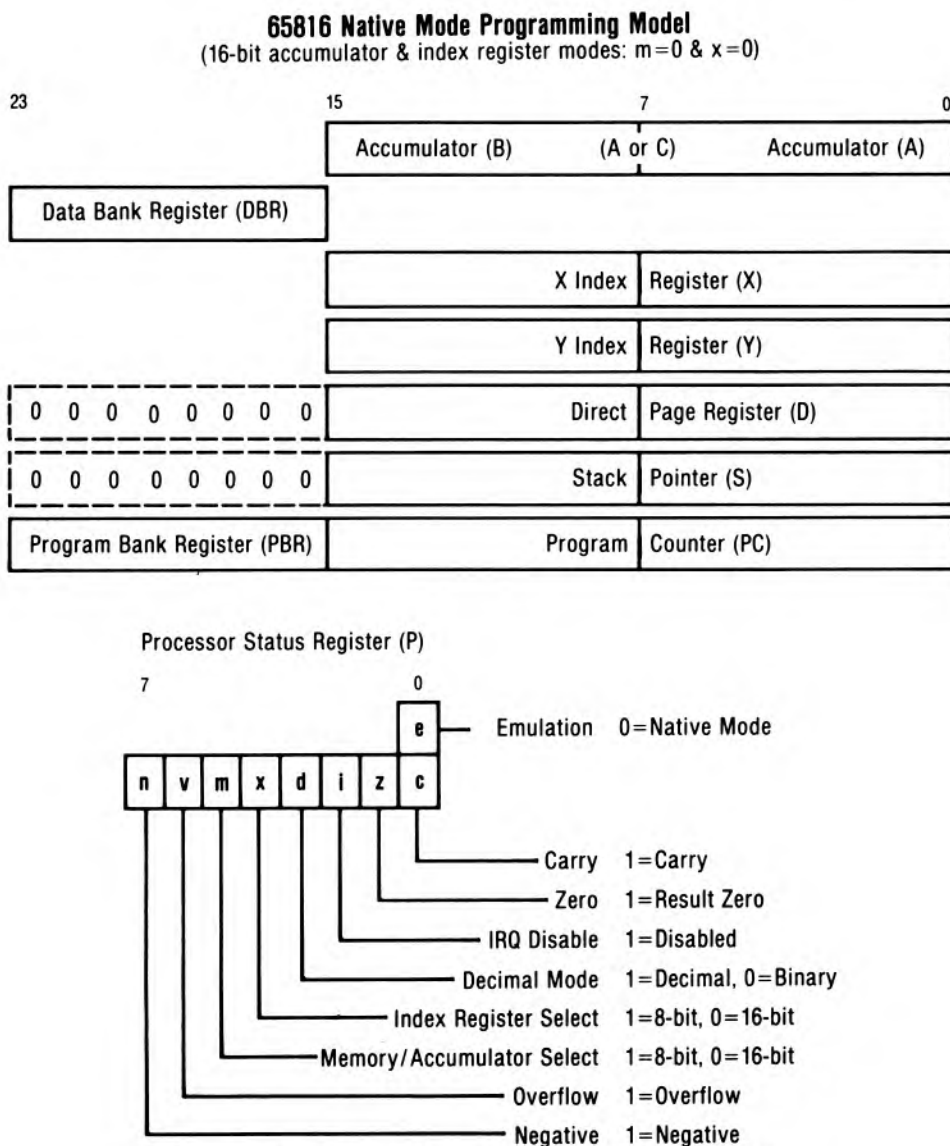 65816 Native Mode Programming Model
(16-bit accumulator & index register modes: m=0 & x=0)
23 15 7 0
Accumulator (B) (A or C) Accumulator (A)
Data Bank Register (DBR)
X Index Register (X)
Y Index Register (Y)
0 0 0 0 0 0 0 0 Direct Page Register (D)
0 0 0 0 0 0 0 0 Stack Pointer (S)
Program Bank Register (PBR) Program Counter (PC)
Processor Status Register (P)
7 0
e Emulation 0=Native Mode
n v m x d i z c
Carry 1=Carry
Zero 1=Result Zero
IRQ Disable 1=Disabled
Decimal Mode 1=Decimal, 0=Binary
Index Register Select 1=8-bit, 0=16-bit
Memory/Accumulator Select 1=8-bit, 0=16-bit
Overflow 1=Overflow
Negative 1=Negative